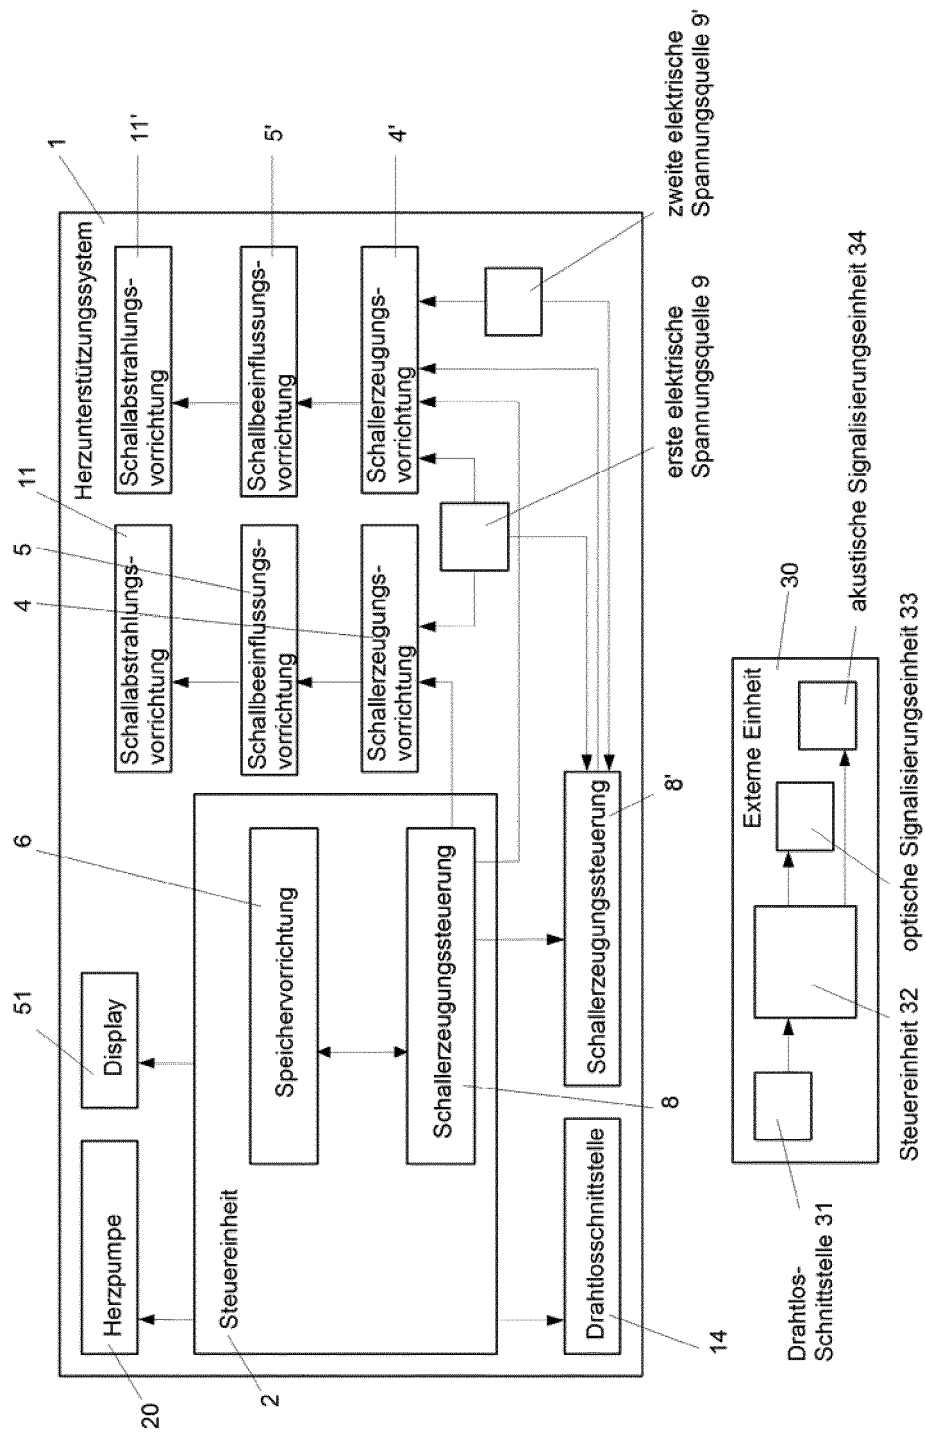 1
11'
5'
4'
zweite elektrische
Spannungsquelle 9'
Herzunterstützungssystem
Schallabstrahlungs-
vorrichtung
Schallbeeinflussungs-
vorrichtung
Schallerzeugungs-
vorrichtung
erste elektrische
Spannungsquelle 9
11
5
4
Schallabstrahlungs-
vorrichtung
Schallbeeinflussungs-
vorrichtung
Schallerzeugungs-
vorrichtung
51
Display
6
Speichervorrichtung
Schallerzeugungssteuerung
8
Schallerzeugungssteuerung
8'
20
Herzpumpe
2
Steuereinheit
Drahtlosschnittstelle
14
Externe Einheit
30
akustische Signalisierungseinheit 34
optische Signalisierungseinheit 33
Steuereinheit 32
Drahtlos-
Schnittstelle 31